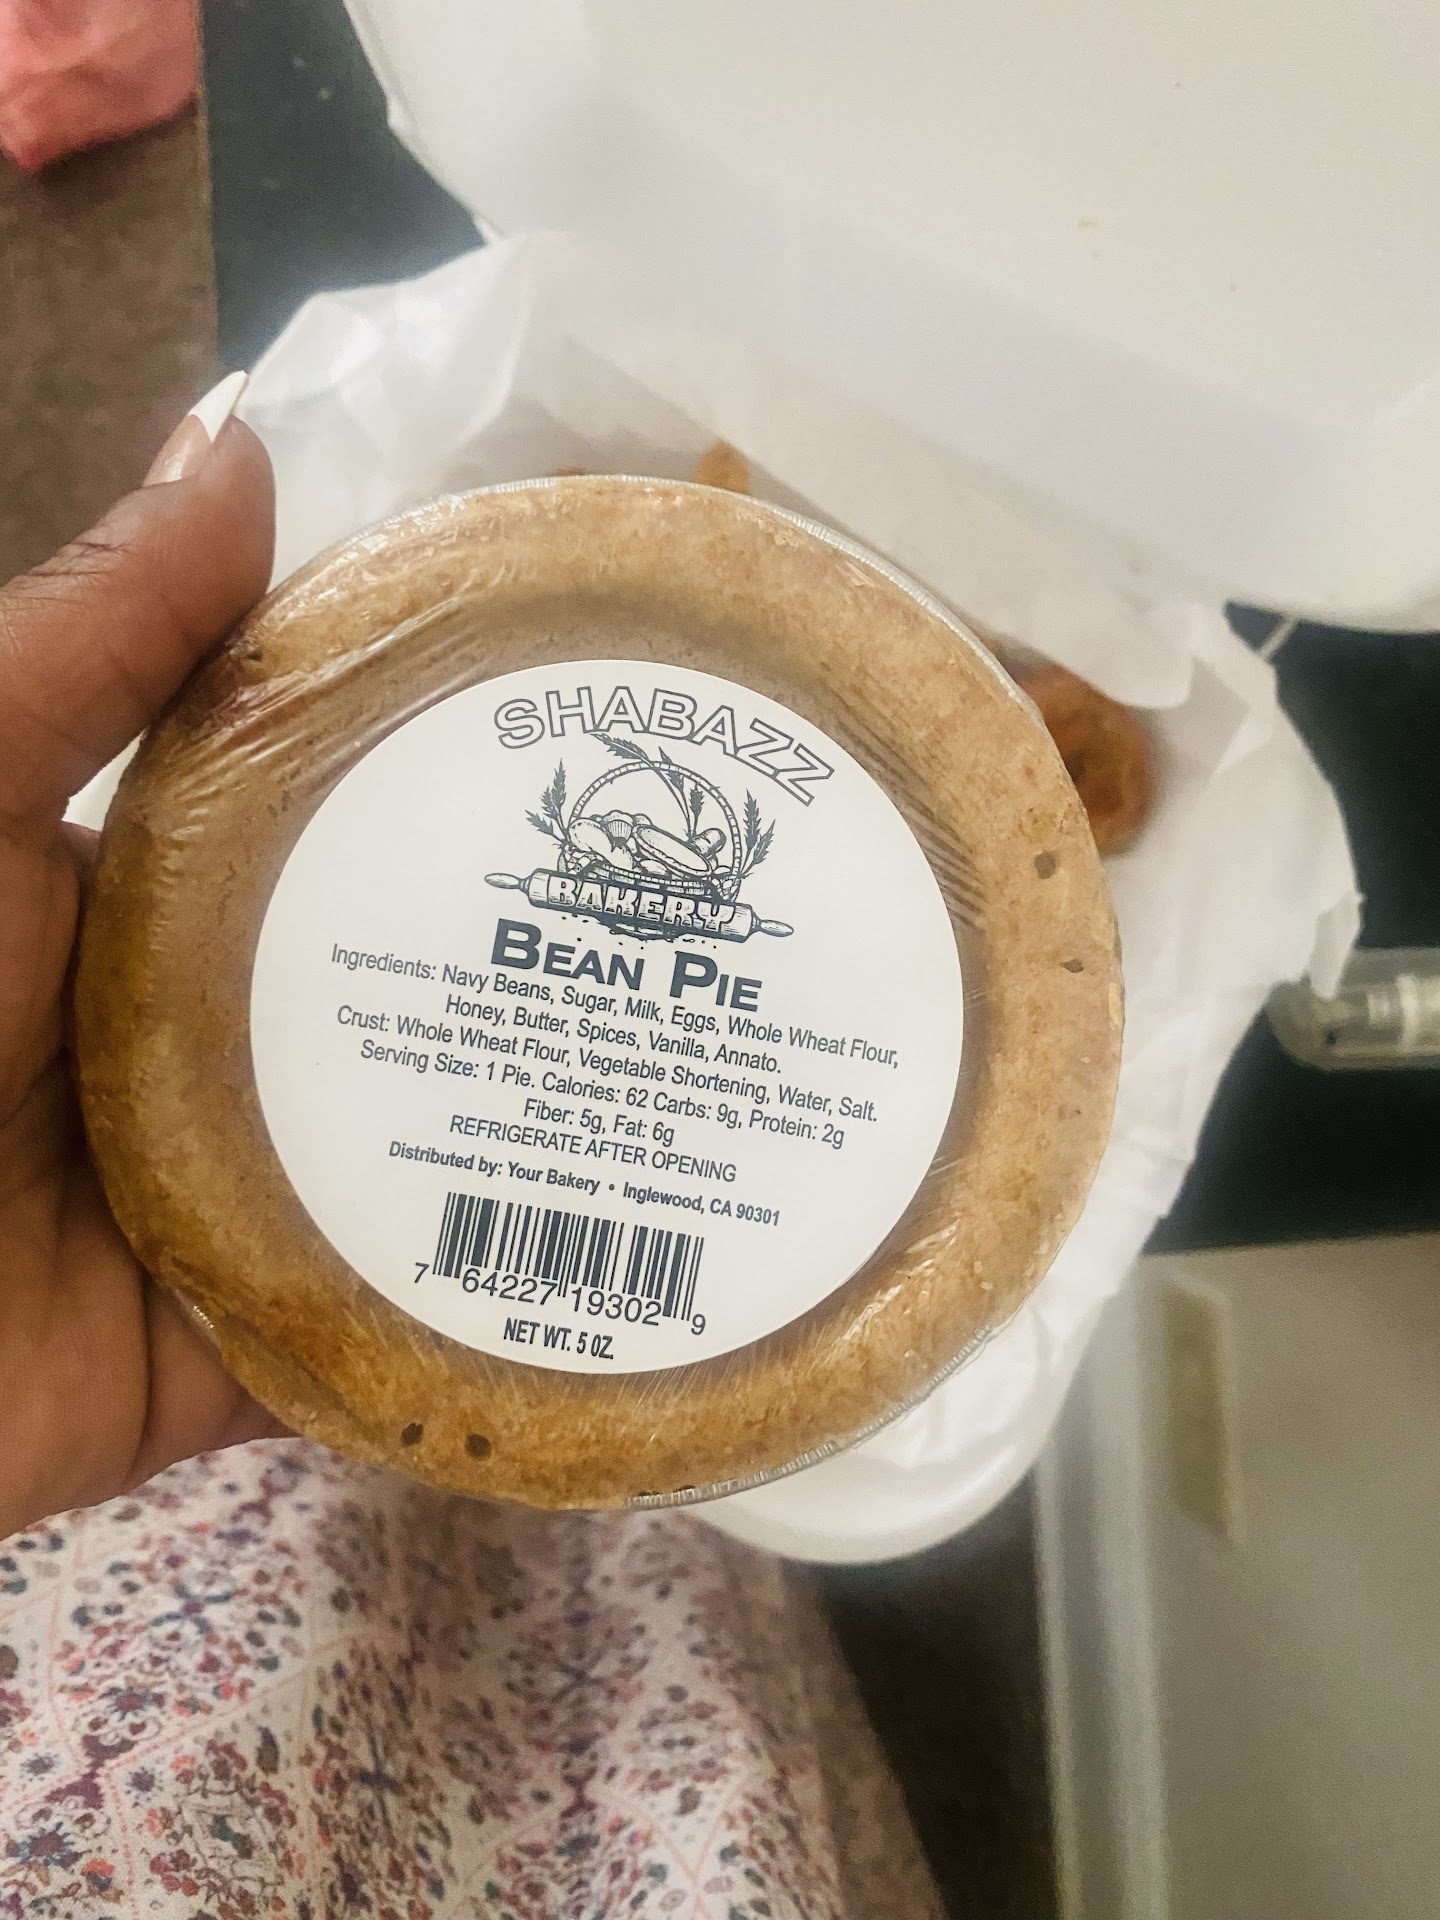 SHABAZZ
BAKERY
BEAN PIE
Ingredients: Navy Beans, Sugar, Milk, Eggs, Whole Wheat Flour,
Honey, Butter, Spices, Vanilla, Annato.
Crust: Whole Wheat Flour, Vegetable Shortening, Water, Salt.
Serving Size: 1 Pie. Calories: 62 Carbs: 9g, Protein: 2g
Fiber: 5g, Fat: 6g
REFRIGERATE AFTER OPENING
Distributed by: Your Bakery • Inglewood, CA 90301
7 64227 19302 9
NET WT. 5 OZ.